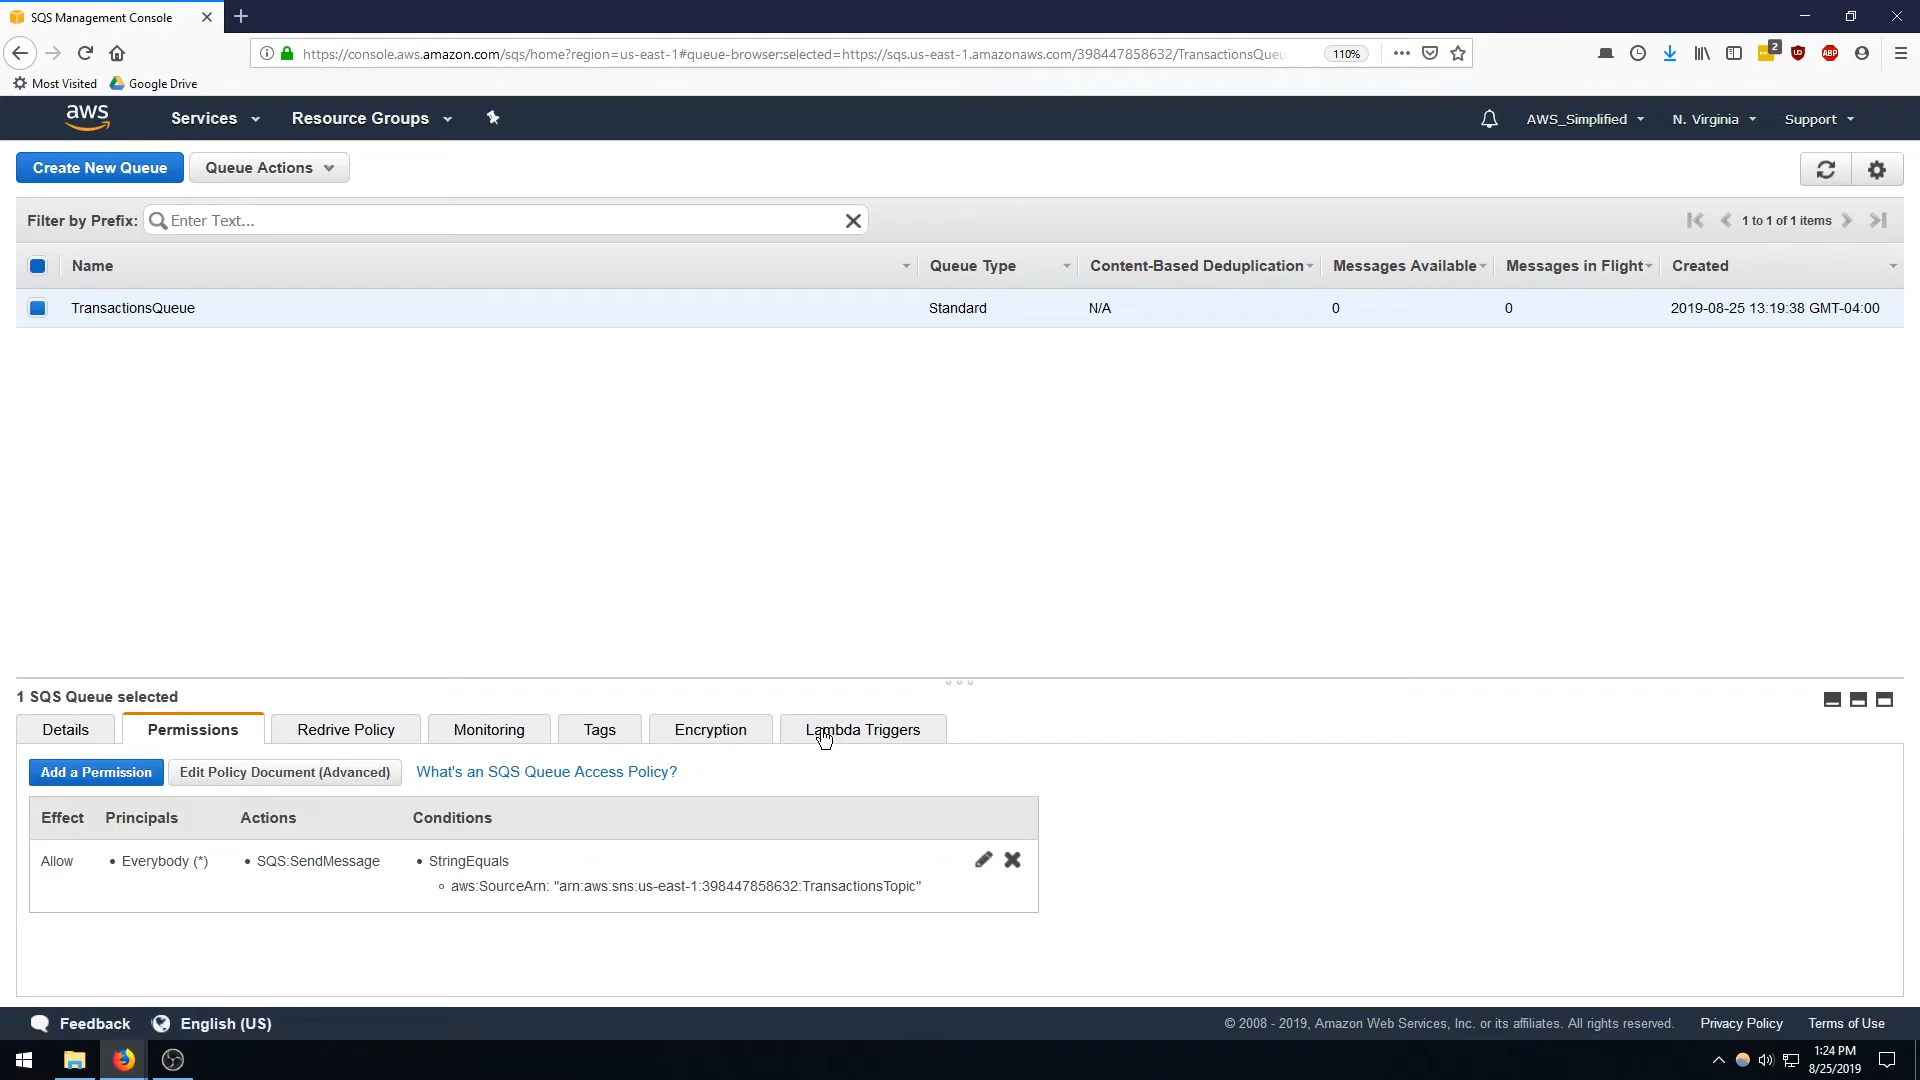 SQS Management Console
https://console.aws.amazon.com/sqs/home?region=us-east-1#queue-browser:selected=https://sqs.us-east-1.amazonaws.com/398447858632/TransactionsQueu
110%
2
ABP
Most Visited
Google Drive
aws
Services
Resource Groups
AWS_Simplified
N. Virginia
Support
Create New Queue
Queue Actions
Filter by Prefix:
Enter Text...
1 to 1 of 1 items
Name
Queue Type
Content-Based Deduplication
Messages Available
Messages in Flight
Created
TransactionsQueue
Standard
N/A
0
0
2019-08-25 13:19:38 GMT-04:00
1 SQS Queue selected
Details
Permissions
Redrive Policy
Monitoring
Tags
Encryption
Lambda Triggers
Add a Permission
Edit Policy Document (Advanced)
What's an SQS Queue Access Policy?
Effect
Principals
Actions
Conditions
Allow
• Everybody (*)
• SQS:SendMessage
• StringEquals
aws:SourceArn: "arn:aws:sns:us-east-1:398447858632:TransactionsTopic"
Feedback
English (US)
© 2008 - 2019, Amazon Web Services, Inc. or its affiliates. All rights reserved.
Privacy Policy
Terms of Use
1:24 PM
8/25/2019